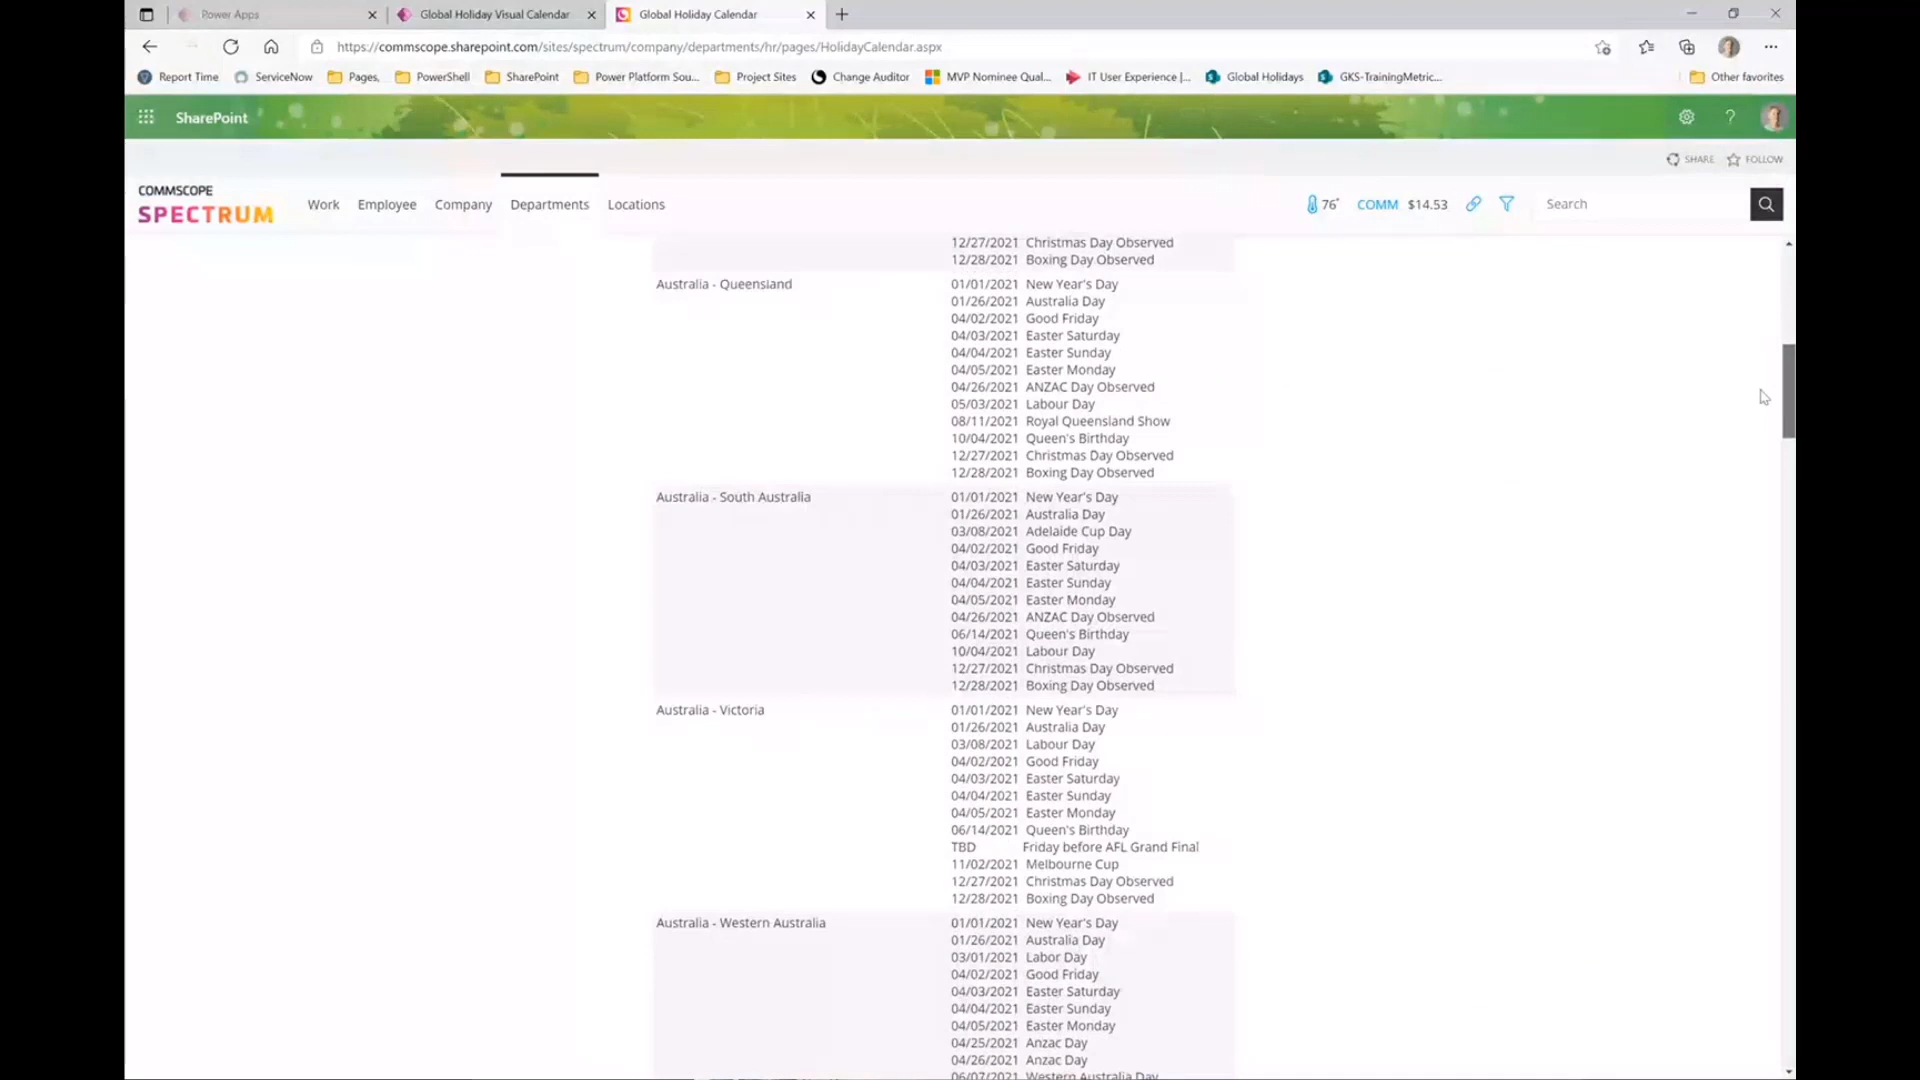 Power Apps
Global Holiday Visual Calendar
Global Holiday Calendar
https://commscope.sharepoint.com/sites/spectrum/company/departments/hr/pages/HolidayCalendar.aspx
Report Time
ServiceNow
Pages,
PowerShell
SharePoint
Power Platform Sou...
Project Sites
Change Auditor
MVP Nominee Qual...
IT User Experience |...
Global Holidays
GKS-TrainingMetric...
Other favorites
SharePoint
?
SHARE
FOLLOW
COMMSCOPE
SPECTRUM
Work
Employee
Company
Departments
Locations
76°
COMM $14.53
Search
12/27/2021 Christmas Day Observed
12/28/2021 Boxing Day Observed
Australia - Queensland
01/01/2021 New Year's Day
01/26/2021 Australia Day
04/02/2021 Good Friday
04/03/2021 Easter Saturday
04/04/2021 Easter Sunday
04/05/2021 Easter Monday
04/26/2021 ANZAC Day Observed
05/03/2021 Labour Day
08/11/2021 Royal Queensland Show
10/04/2021 Queen's Birthday
12/27/2021 Christmas Day Observed
12/28/2021 Boxing Day Observed
Australia - South Australia
01/01/2021 New Year's Day
01/26/2021 Australia Day
03/08/2021 Adelaide Cup Day
04/02/2021 Good Friday
04/03/2021 Easter Saturday
04/04/2021 Easter Sunday
04/05/2021 Easter Monday
04/26/2021 ANZAC Day Observed
06/14/2021 Queen's Birthday
10/04/2021 Labour Day
12/27/2021 Christmas Day Observed
12/28/2021 Boxing Day Observed
Australia - Victoria
01/01/2021 New Year's Day
01/26/2021 Australia Day
03/08/2021 Labour Day
04/02/2021 Good Friday
04/03/2021 Easter Saturday
04/04/2021 Easter Sunday
04/05/2021 Easter Monday
06/14/2021 Queen's Birthday
TBD Friday before AFL Grand Final
11/02/2021 Melbourne Cup
12/27/2021 Christmas Day Observed
12/28/2021 Boxing Day Observed
Australia - Western Australia
01/01/2021 New Year's Day
01/26/2021 Australia Day
03/01/2021 Labor Day
04/02/2021 Good Friday
04/03/2021 Easter Saturday
04/04/2021 Easter Sunday
04/05/2021 Easter Monday
04/25/2021 Anzac Day
04/26/2021 Anzac Day
06/07/2021 Western Australia Day